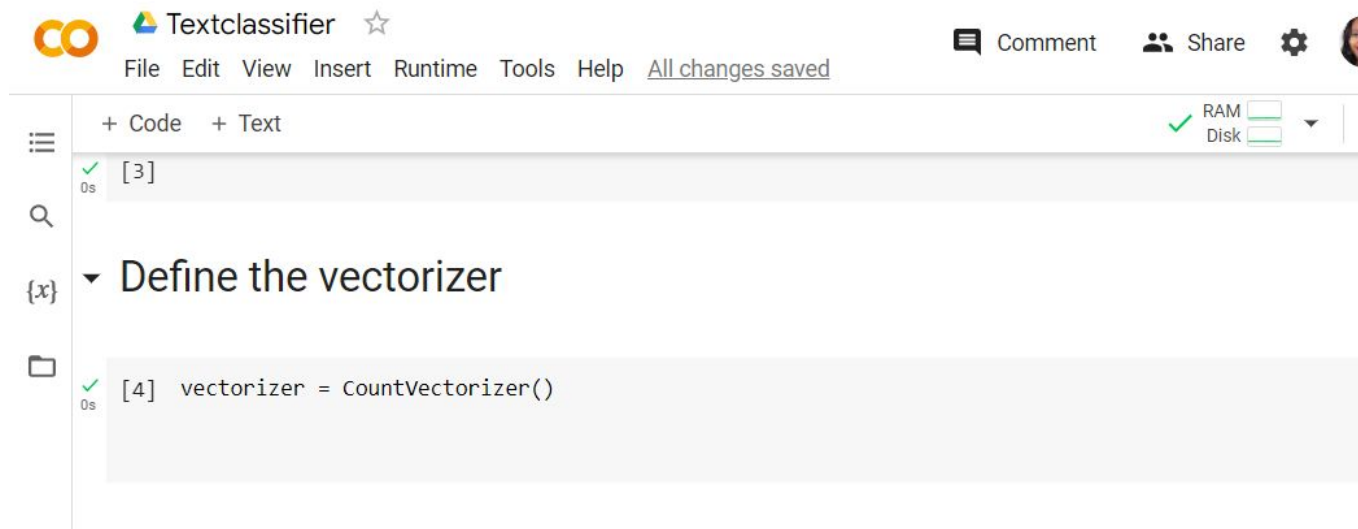 CO Textclassifier
File Edit View Insert Runtime Tools Help All changes saved
Comment Share
+ Code + Text
RAM
Disk
[3]
0s
{x}
Define the vectorizer
[4] vectorizer = CountVectorizer()
0s